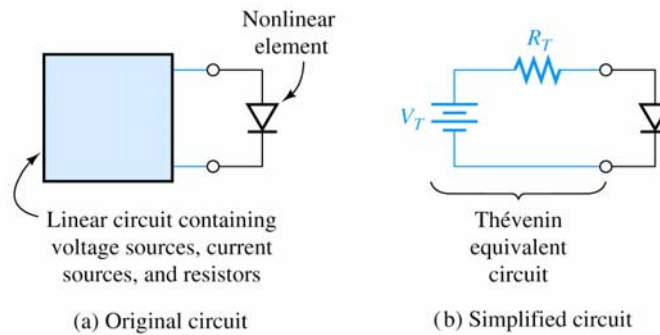 Nonlinear
element
R_T
V_T
Linear circuit containing
voltage sources, current
sources, and resistors
Thévenin
equivalent
circuit
(a) Original circuit
(b) Simplified circuit